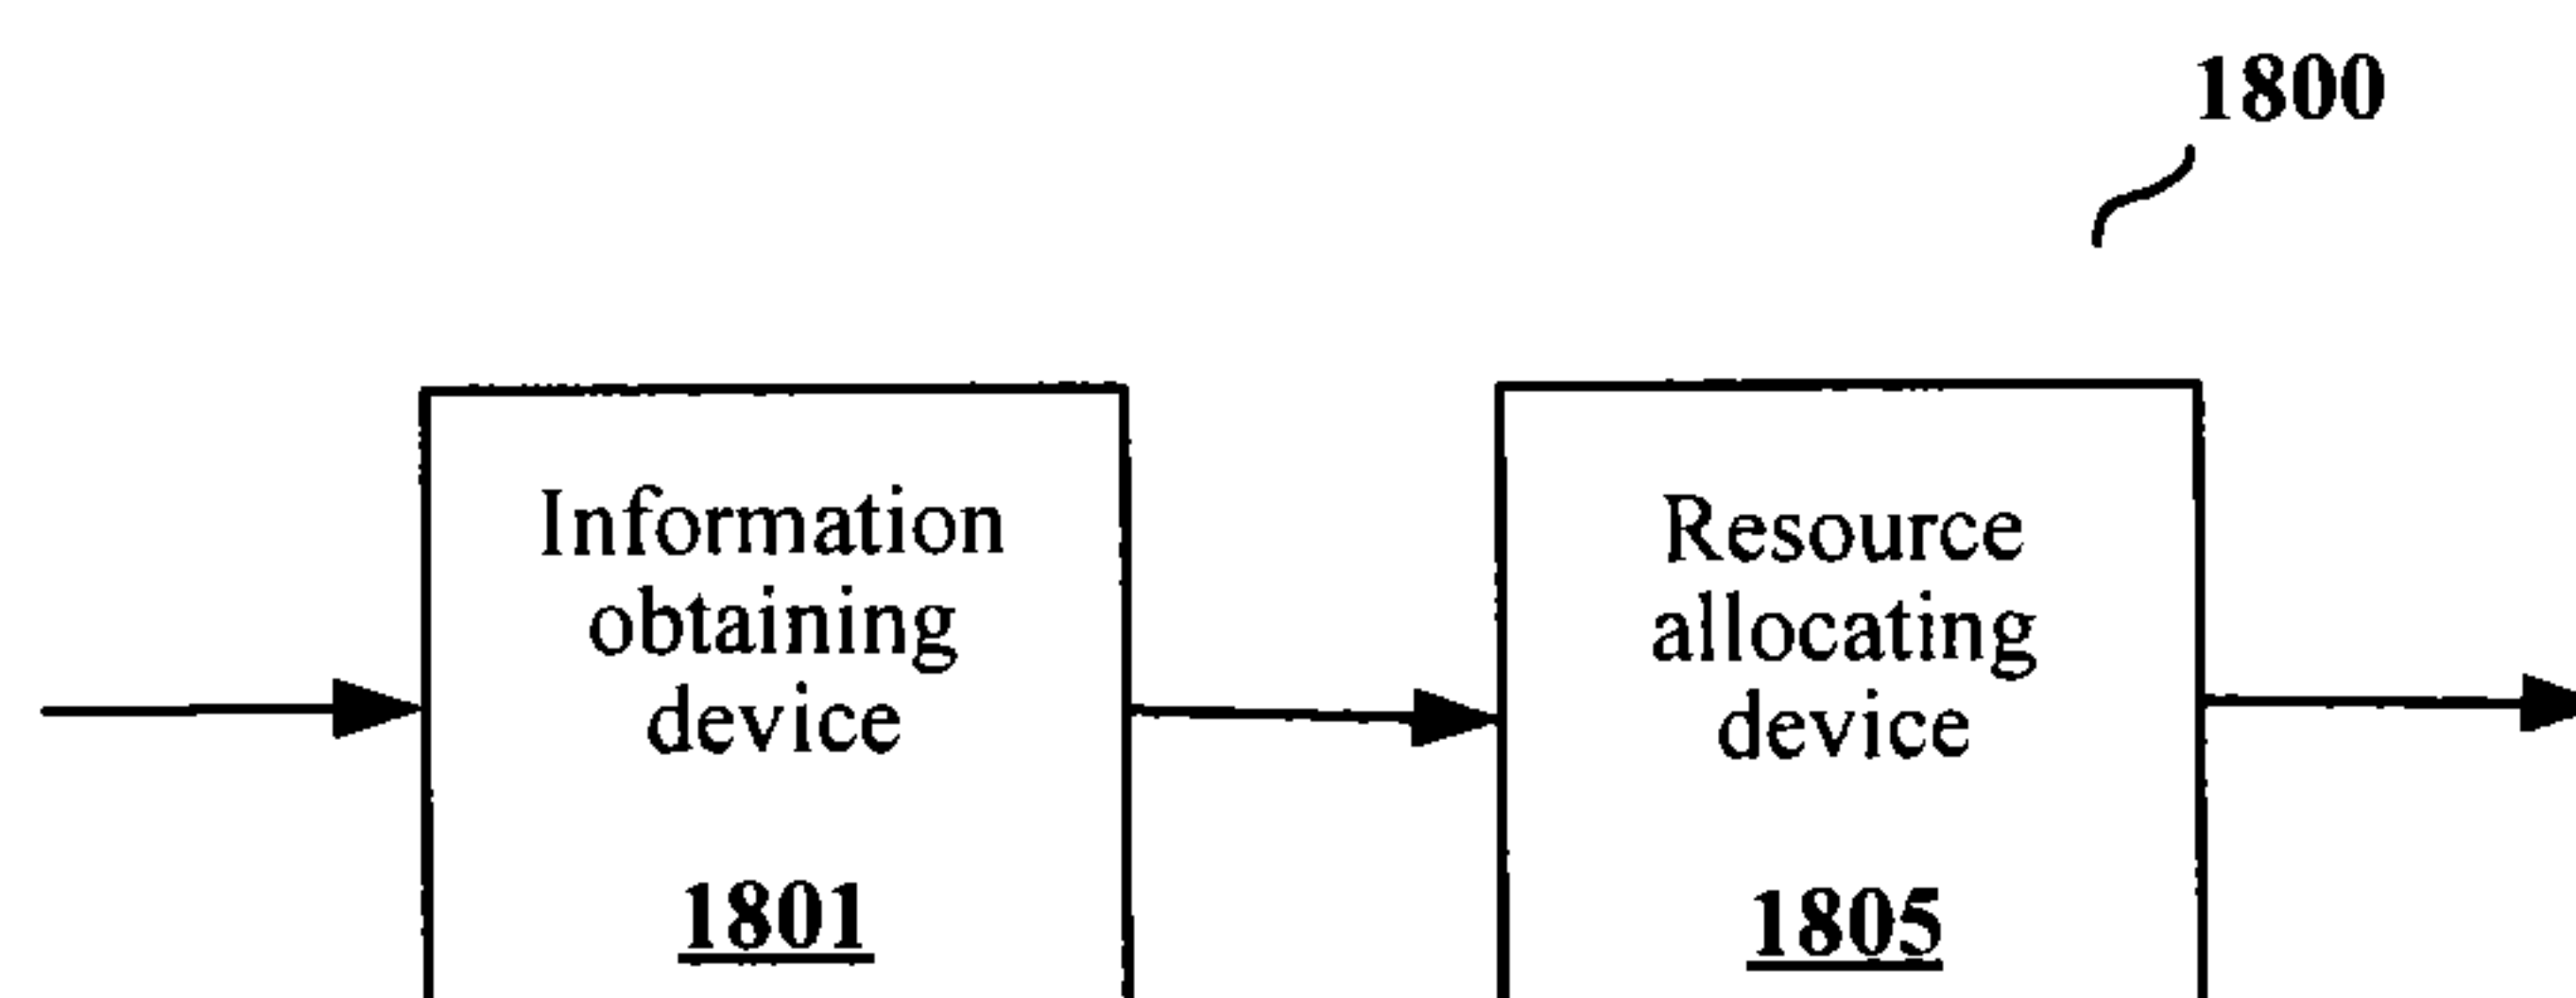 1800
Information
obtaining
device
1801
Resource
allocating
device
1805